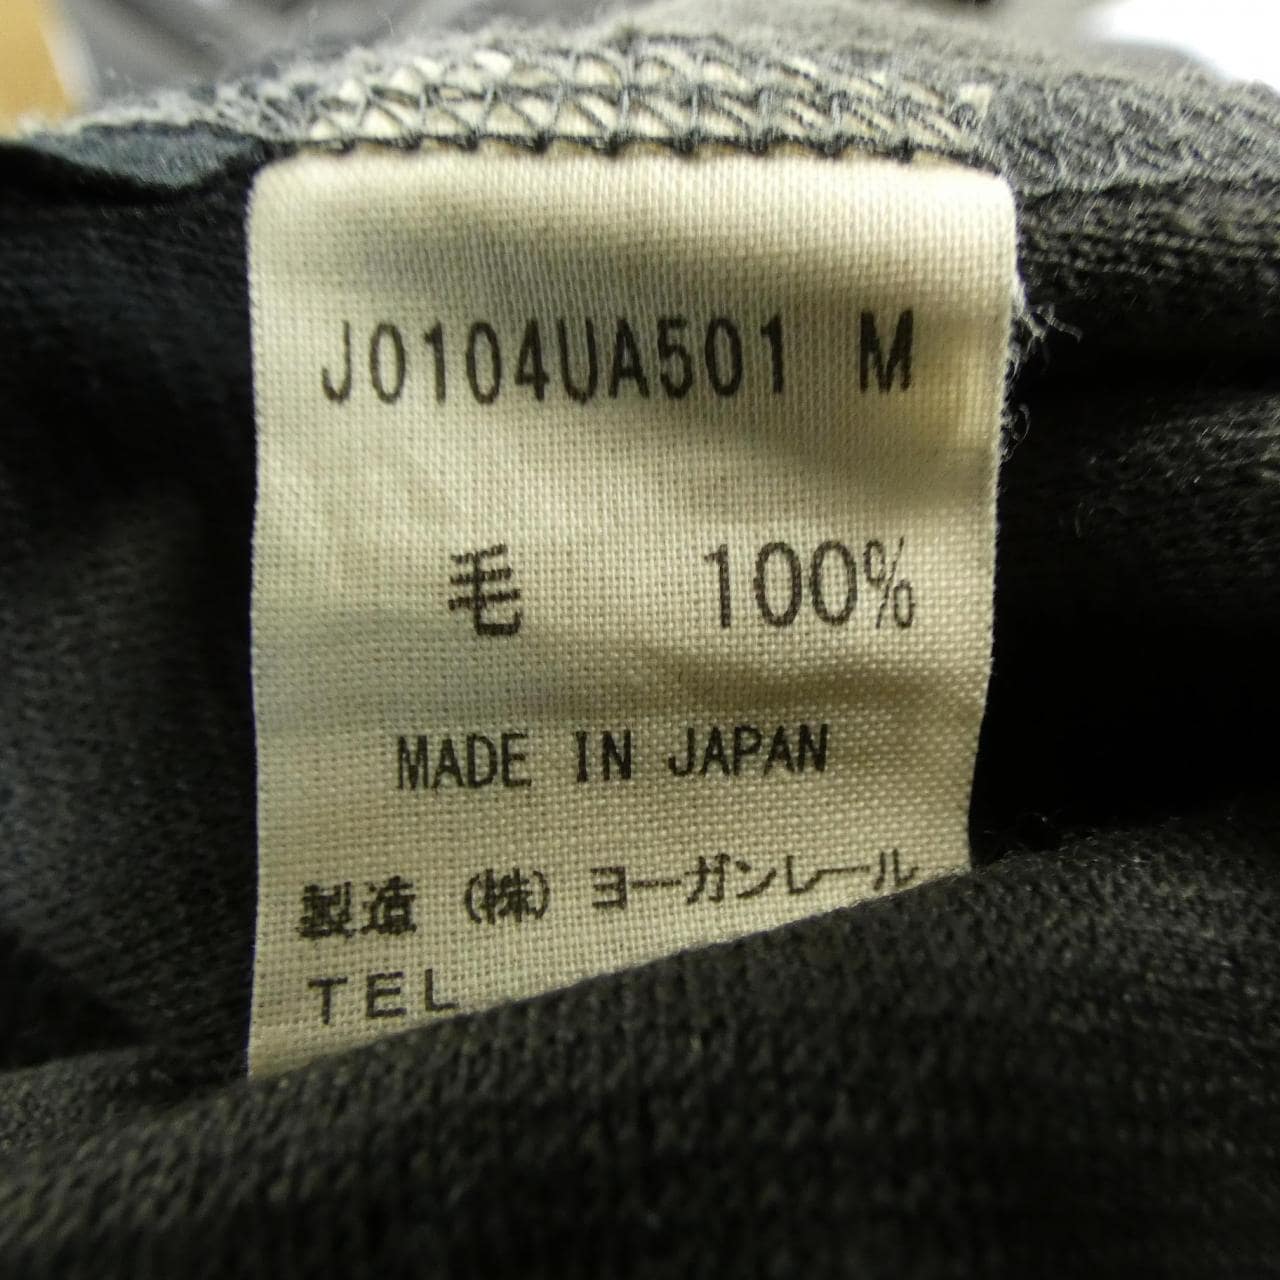 J0104UA501 M
毛 100%
MADE IN JAPAN
製造 (株) ヨーガンレール
TEL